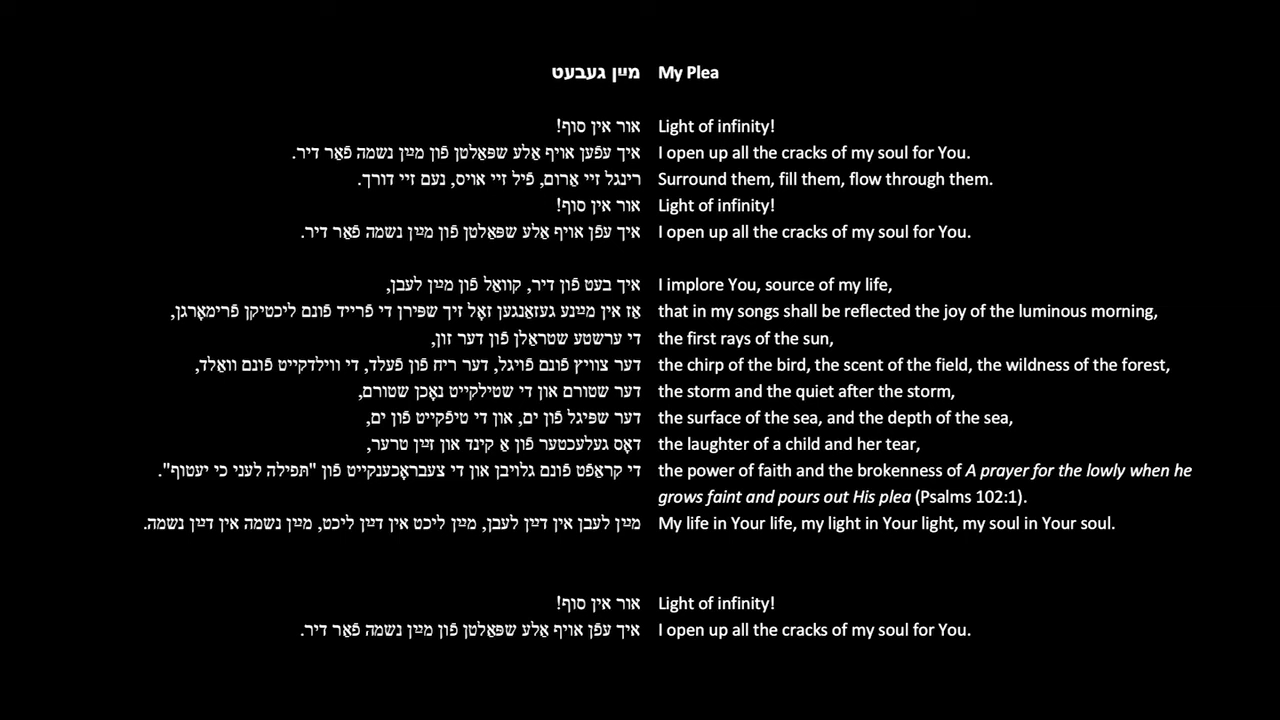 מײַן געבעט My Plea
אור אין סוף! Light of infinity!
איך עפֿען אויף אַלע שפּאַלטן פֿון מײַן נשמה פֿאַר דיר. I open up all the cracks of my soul for You.
רינגל זיי אַרום, פֿיל זיי אויס, נעם זיי דורך. Surround them, fill them, flow through them.
אור אין סוף! Light of infinity!
איך עפֿן אויף אַלע שפּאַלטן פֿון מײַן נשמה פֿאַר דיר. I open up all the cracks of my soul for You.
איך בעט פֿון דיר, קוואַל פֿון מײַן לעבן, I implore You, source of my life,
אַז אין מײַנע געזאַנגען זאָל זיך שפּירן די פֿרייד פֿונם ליכטיקן פֿרימאָרגן, that in my songs shall be reflected the joy of the luminous morning,
די ערשטע שטראַלן פֿון דער זון, the first rays of the sun,
דער צוויץ פֿונם פֿויגל, דער ריח פֿון פֿעלד, די ווילדקייט פֿונם וואַלד, the chirp of the bird, the scent of the field, the wildness of the forest,
דער שטורם און די שטילקייט נאָכן שטורם, the storm and the quiet after the storm,
דער שפּיגל פֿון ים, און די טיפֿקייט פֿון ים, the surface of the sea, and the depth of the sea,
דאָס געלעכטער פֿון אַ קינד און זײַן טרער, the laughter of a child and her tear,
די קראַפֿט פֿונם גלויבן און די צעבראָכענקייט פֿון "תּפֿילה לעני כי יעטוף". the power of faith and the brokenness of A prayer for the lowly when he
grows faint and pours out His plea (Psalms 102:1).
מײַן לעבן אין דײַן לעבן, מײַן ליכט אין דײַן ליכט, מײַן נשמה אין דײַן נשמה. My life in Your life, my light in Your light, my soul in Your soul.
אור אין סוף! Light of infinity!
איך עפֿן אויף אַלע שפּאַלטן פֿון מײַן נשמה פֿאַר דיר. I open up all the cracks of my soul for You.